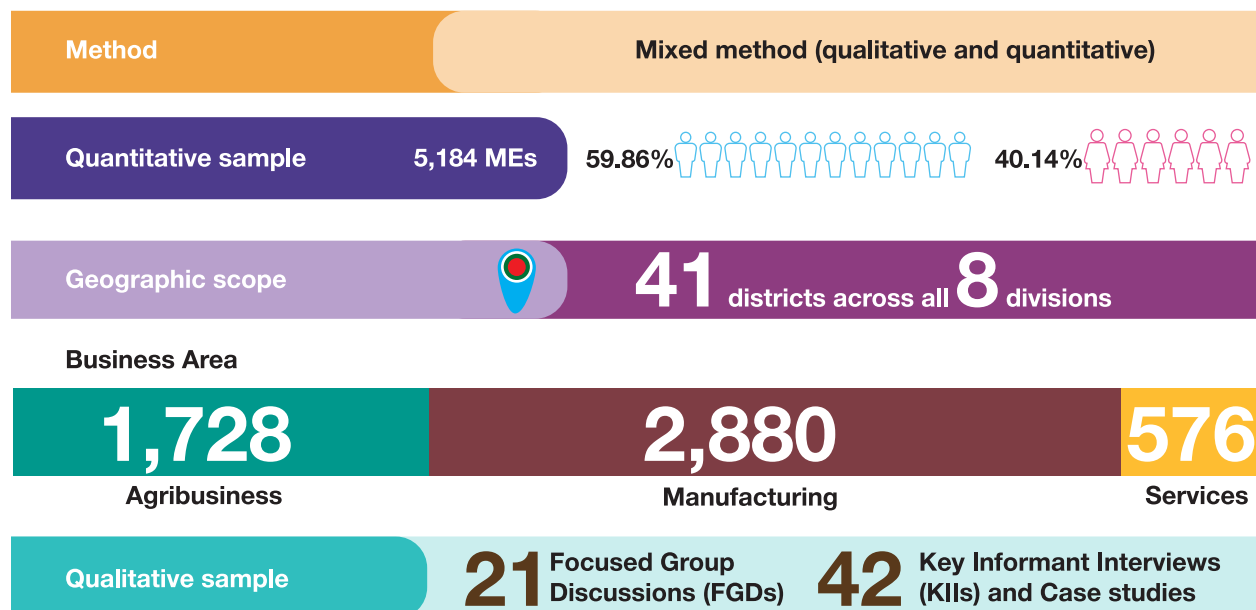 Method
Mixed method (qualitative and quantitative)
Quantitative sample 5,184 MEs 59.86% 40.14%
Geographic scope
41 districts across all 8 divisions
Business Area
1,728 2,880 576
Agribusiness Manufacturing Services
Qualitative sample
21 Focused Group
Discussions (FGDs)
42 Key Informant Interviews
(KIIs) and Case studies